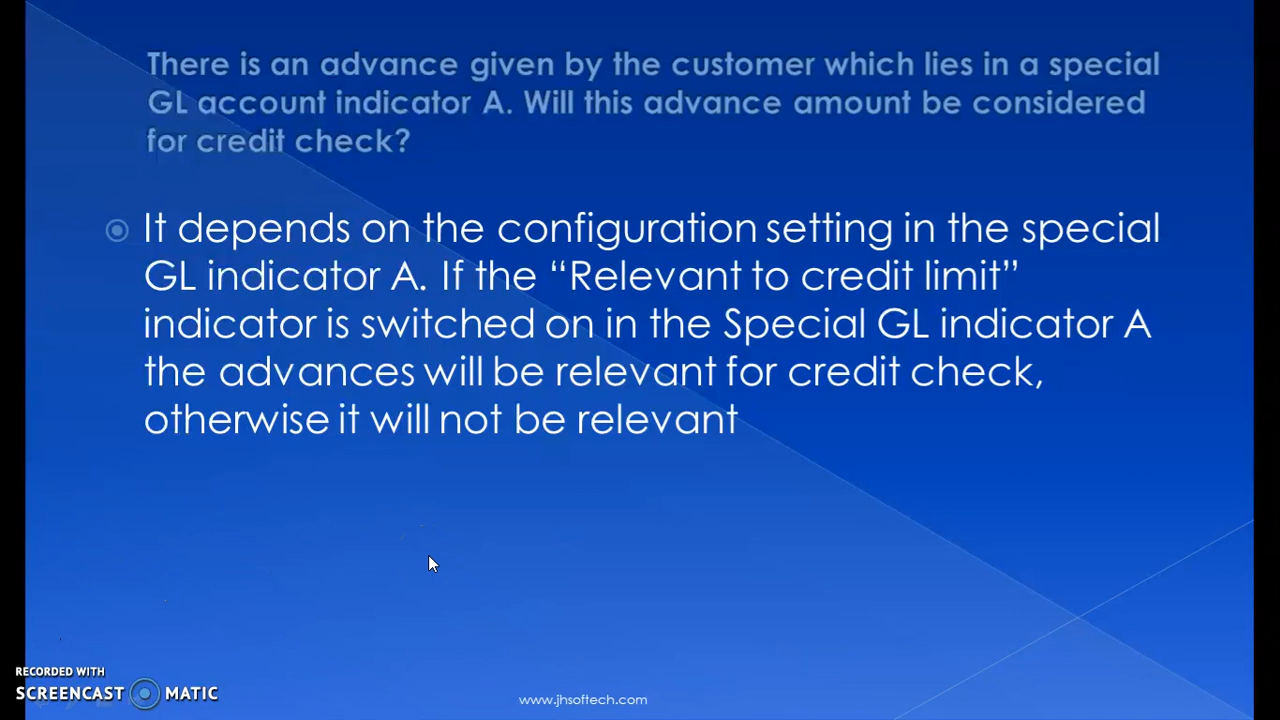 There is an advance given by the customer which lies in a special
GL account indicator A. Will this advance amount be considered
for credit check?
It depends on the configuration setting in the special
GL indicator A. If the “Relevant to credit limit”
indicator is switched on in the Special GL indicator A
the advances will be relevant for credit check,
otherwise it will not be relevant
RECORDED WITH
SCREENCAST MATIC
www.jhsoftech.com